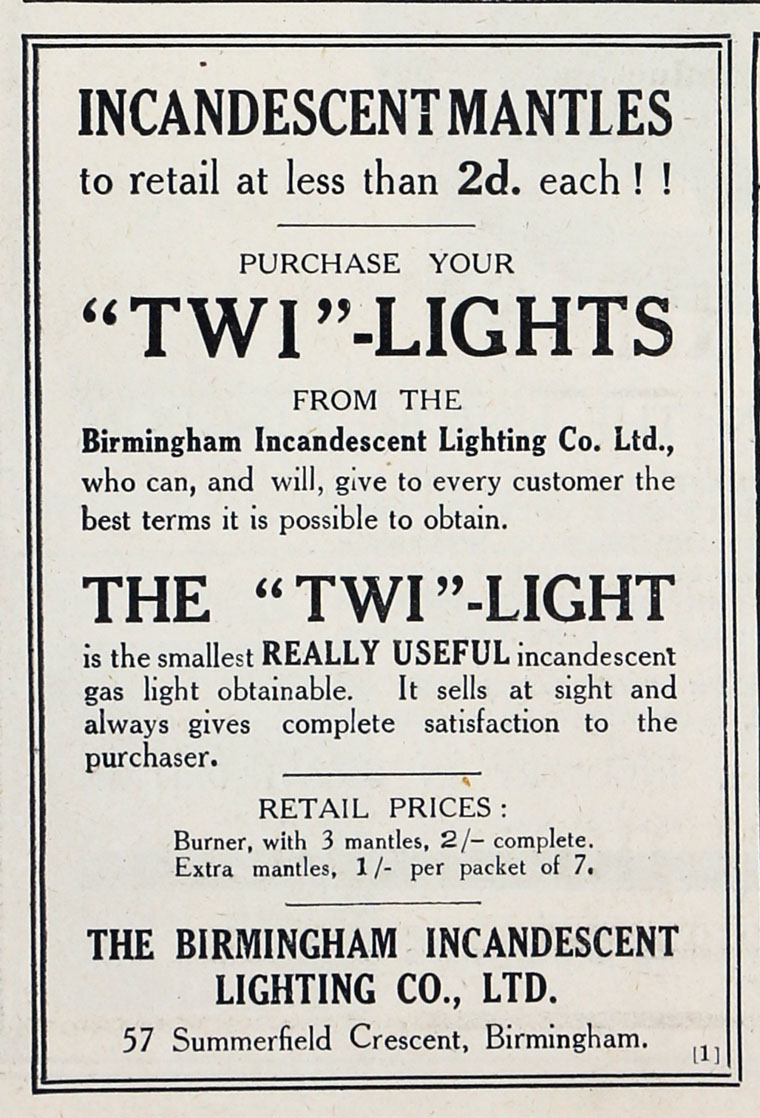 INCANDESCENT MANTLES
to retail at less than 2d. each ! !
PURCHASE YOUR
“TWI”-LIGHTS
FROM THE
Birmingham Incandescent Lighting Co. Ltd.,
who can, and will, give to every customer the
best terms it is possible to obtain.
THE “TWI”-LIGHT
is the smallest REALLY USEFUL incandescent
gas light obtainable. It sells at sight and
always gives complete satisfaction to the
purchaser.
RETAIL PRICES :
Burner, with 3 mantles, 2/– complete.
Extra mantles, 1/- per packet of 7.
THE BIRMINGHAM INCANDESCENT
LIGHTING CO., LTD.
57 Summerfield Crescent, Birmingham.
[1]